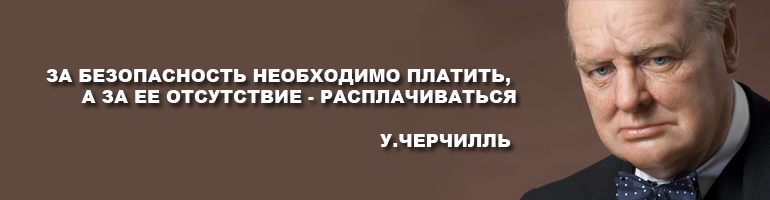 ЗА БЕЗОПАСНОСТЬ НЕОБХОДИМО ПЛАТИТЬ,
А ЗА ЕЕ ОТСУТСТВИЕ - РАСПЛАЧИВАТЬСЯ
У.ЧЕРЧИЛЛЬ